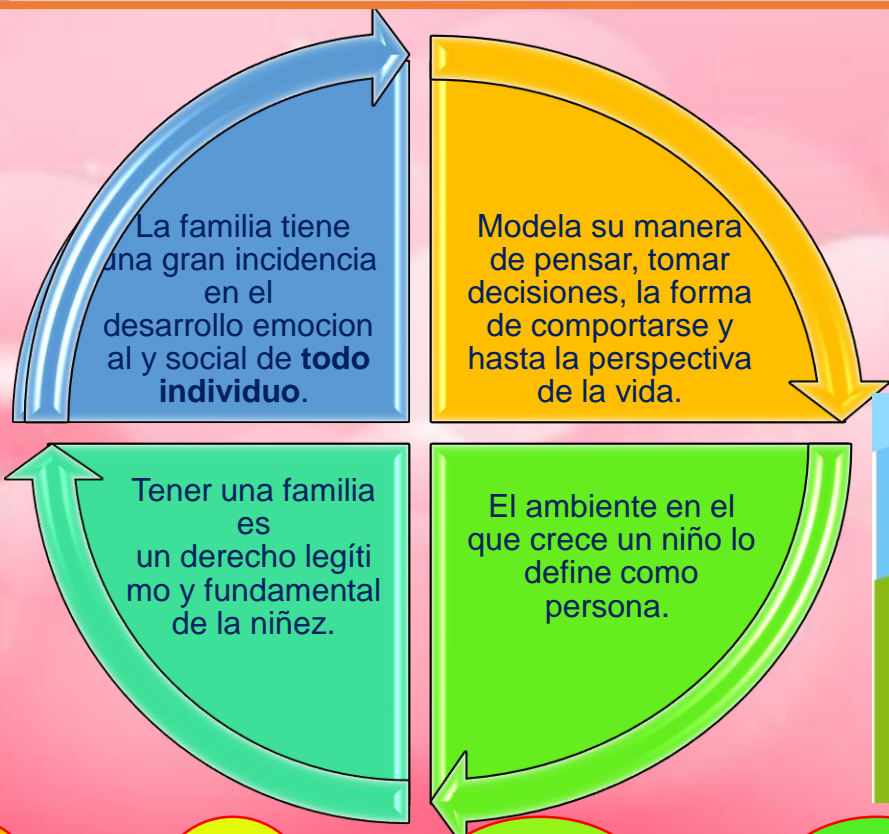 La familia tiene
una gran incidencia
en el
desarrollo emocion
al y social de todo
individuo.
Modela su manera
de pensar, tomar
decisiones, la forma
de comportarse y
hasta la perspectiva
de la vida.
El ambiente en el
que crece un niño lo
define como
persona.
Tener una familia
es
un derecho legíti
mo y fundamental
de la niñez.